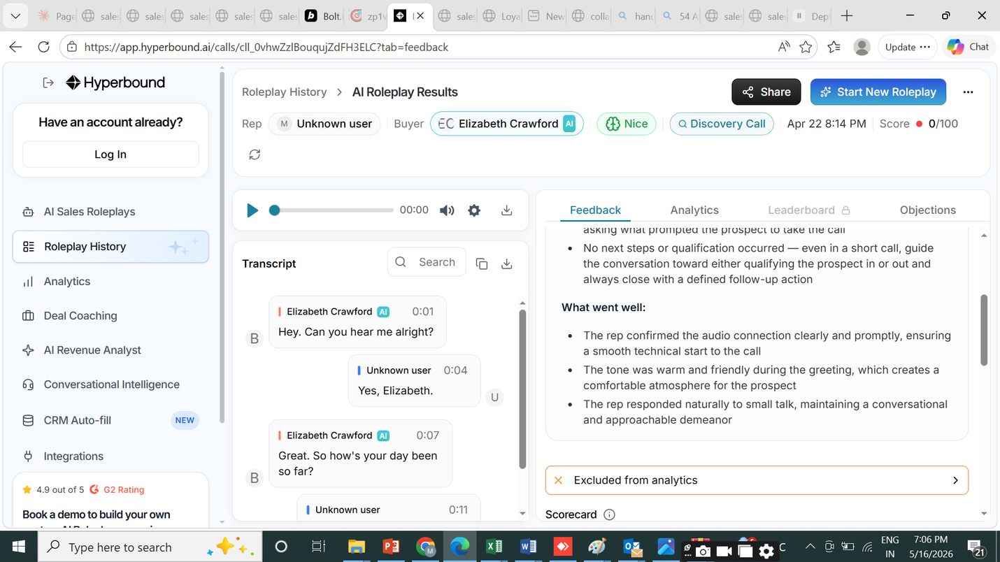 Page
sales
sales
sales
sales
sales
Bolt.
zp1v
sales
Loya
New
colla
hanu
54 A
sales
sales
Dep
https://app.hyperbound.ai/calls/cll_0vhwZzlBouqujZdFH3ELC?tab=feedback
Update
Chat
Hyperbound
Have an account already?
Log In
AI Sales Roleplays
Roleplay History
Analytics
Deal Coaching
AI Revenue Analyst
Conversational Intelligence
CRM Auto-fill NEW
Integrations
4.9 out of 5 G2 Rating
Book a demo to build your own
Roleplay History > AI Roleplay Results
Share
Start New Roleplay
Rep M Unknown user Buyer EC Elizabeth Crawford AI Nice Discovery Call Apr 22 8:14 PM Score 0/100
00:00
Transcript
Search
Elizabeth Crawford AI 0:01
B
Hey. Can you hear me alright?
Unknown user 0:04
Yes, Elizabeth.
U
Elizabeth Crawford AI 0:07
Great. So how's your day been
so far?
B
Unknown user 0:11
Feedback
Analytics
Leaderboard
Objections
asking what prompted the prospect to take the call
• No next steps or qualification occurred — even in a short call, guide
the conversation toward either qualifying the prospect in or out and
always close with a defined follow-up action
What went well:
• The rep confirmed the audio connection clearly and promptly, ensuring
a smooth technical start to the call
• The tone was warm and friendly during the greeting, which creates a
comfortable atmosphere for the prospect
• The rep responded naturally to small talk, maintaining a conversational
and approachable demeanor
Excluded from analytics
Scorecard
Type here to search
ENG
IN
7:06 PM
5/16/2026
21